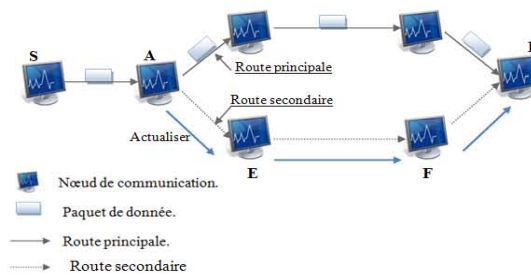 S
A
Route principale
Route secondaire
Actualiser
E
F
Nœud de communication.
Paquet de donnée.
Route principale.
Route secondaire